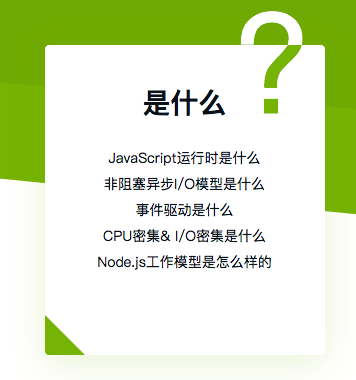 ?
是什么
JavaScript运行时是什么
非阻塞异步I/O模型是什么
事件驱动是什么
CPU密集& I/O密集是什么
Node.js工作模型是怎么样的